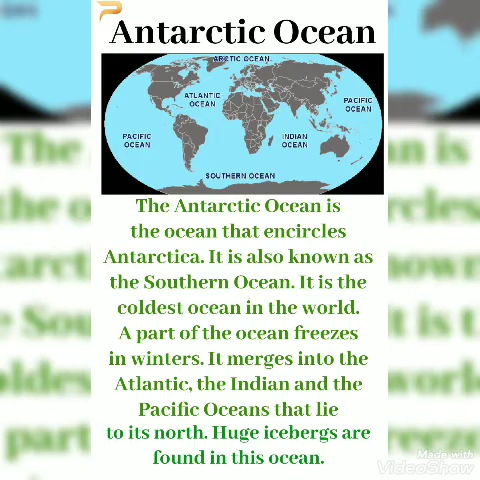 Antarctic Ocean
ARCTIC OCEAN
ATLANTIC
OCEAN
PACIFIC
OCEAN
PACIFIC
OCEAN
INDIAN
OCEAN
SOUTHERN OCEAN
The Antarctic Ocean is
the ocean that encircles
Antarctica. It is also known as
the Southern Ocean. It is the
coldest ocean in the world.
A part of the ocean freezes
in winters. It merges into the
Atlantic, the Indian and the
Pacific Oceans that lie
to its north. Huge icebergs are
found in this ocean.
Made with
VideoShow